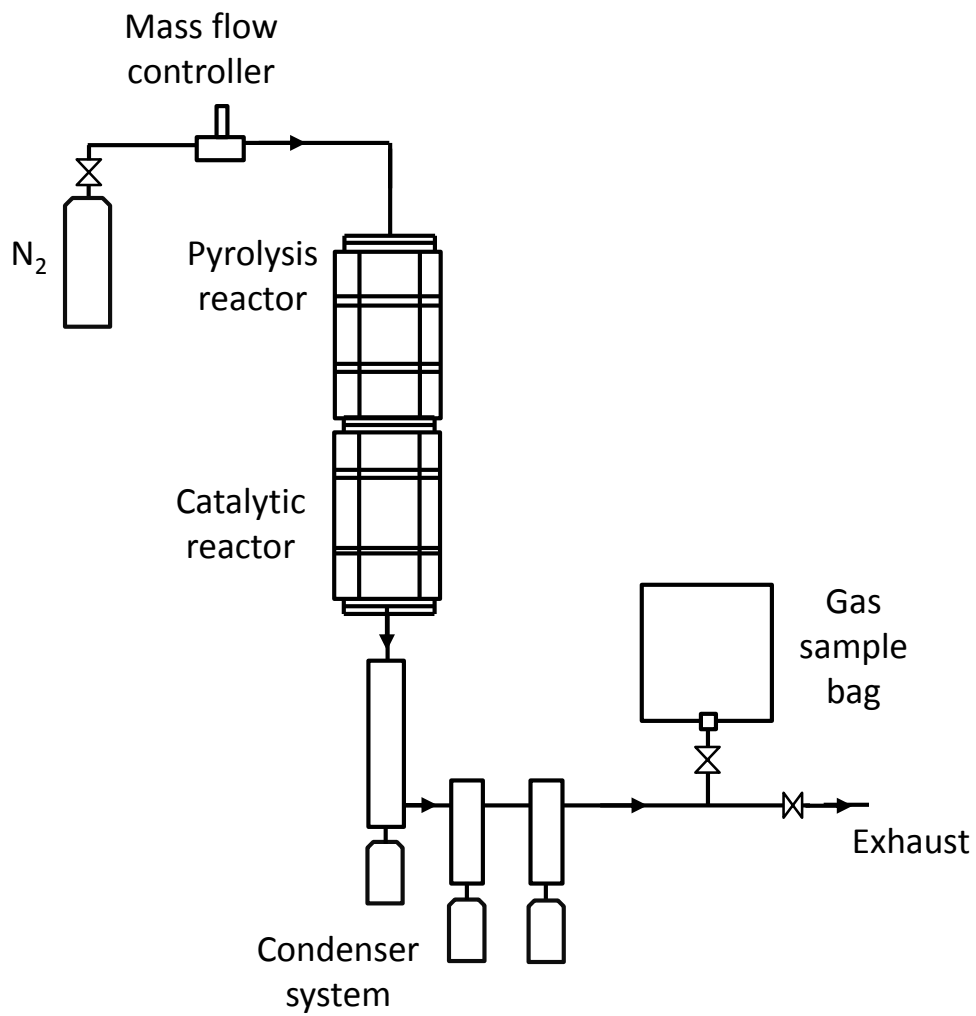 Mass flow
controller
N₂
Pyrolysis
reactor
Catalytic
reactor
Gas
sample
bag
Exhaust
Condenser
system